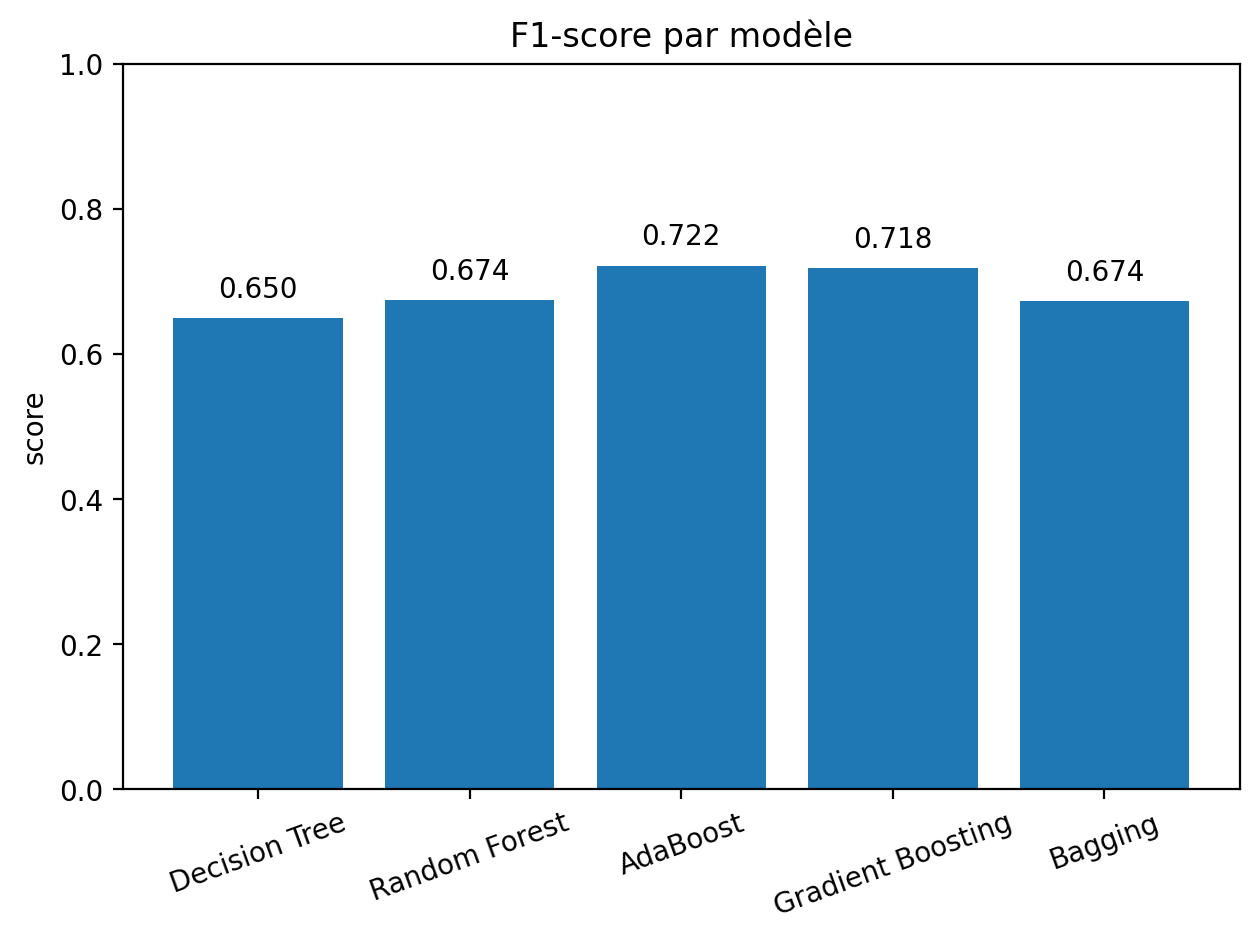 F1-score par modèle
1.0
0.8
0.6
0.4
0.2
0.0
score
0.650
0.674
0.722
0.718
0.674
Decision Tree
Random Forest
AdaBoost
Gradient Boosting
Bagging